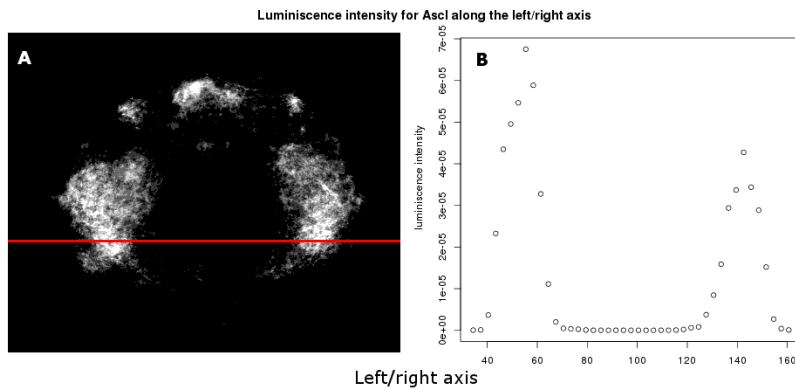 Luminiscence intensity for Ascl along the left/right axis
A
B
luminiscence intensity
7e-05
6e-05
5e-05
4e-05
3e-05
2e-05
1e-05
0e+00
40 60 80 100 120 140 160
Left/right axis